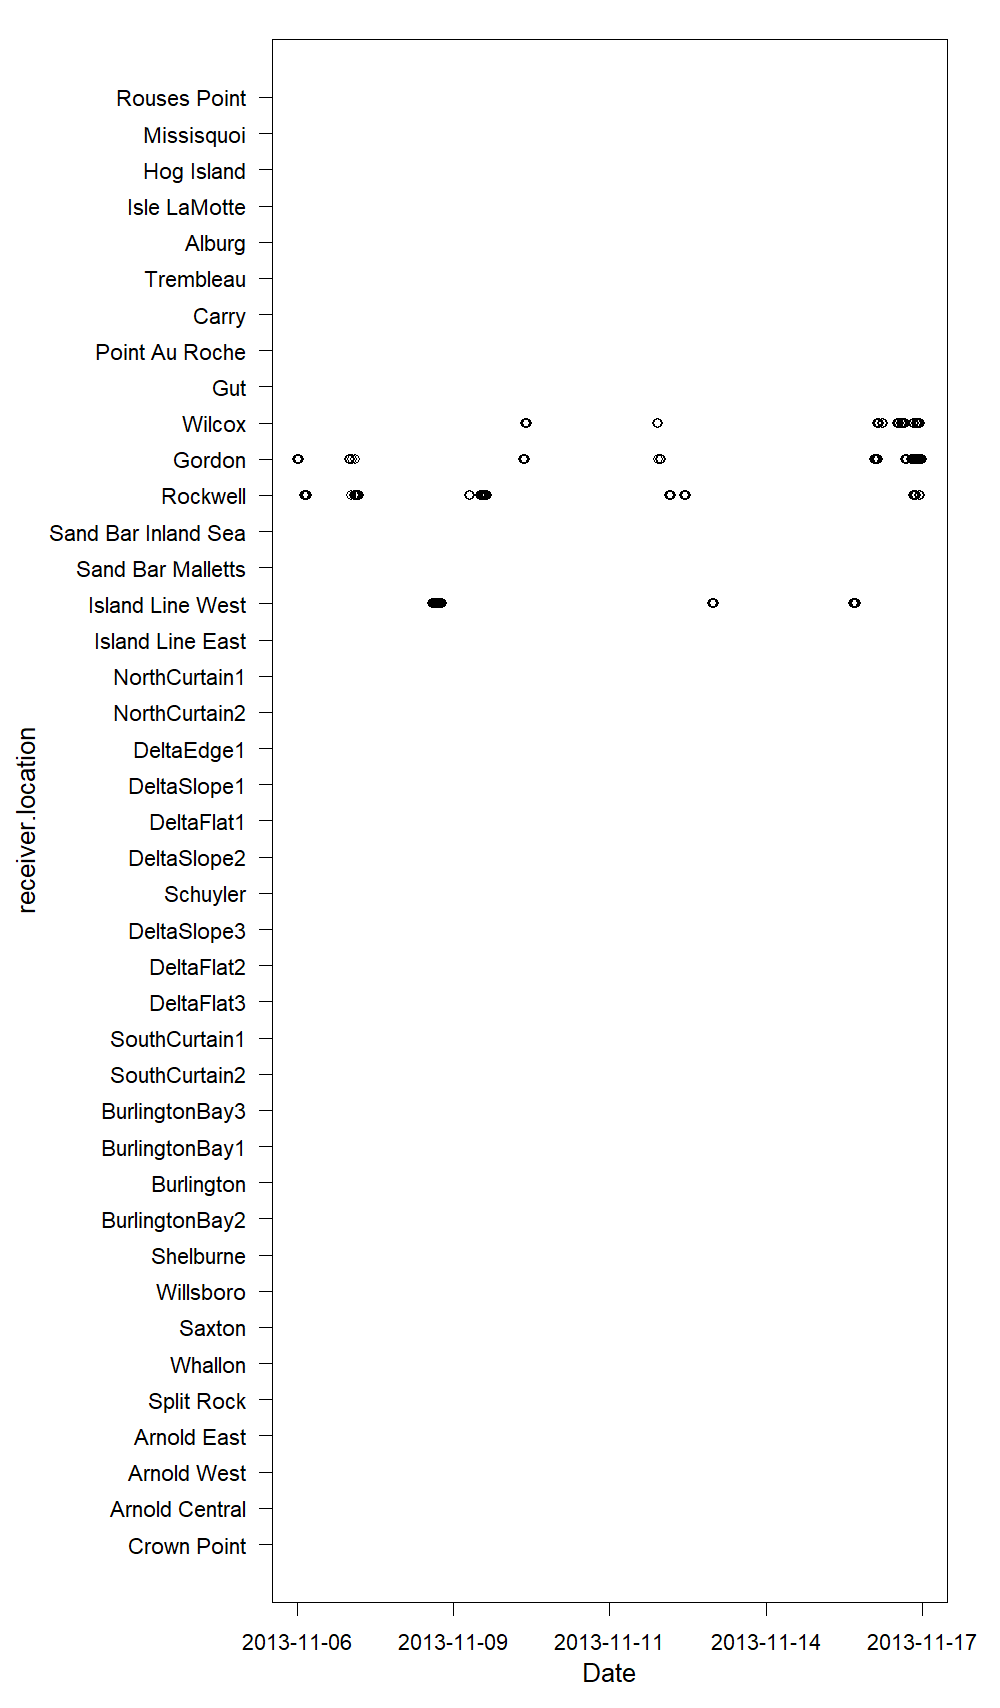 Rouses Point
Missisquoi
Hog Island
Isle LaMotte
Alburg
Trembleau
Carry
Point Au Roche
Gut
Wilcox
Gordon
Rockwell
Sand Bar Inland Sea
Sand Bar Malletts
Island Line West
Island Line East
NorthCurtain1
NorthCurtain2
DeltaEdge1
DeltaSlope1
DeltaFlat1
DeltaSlope2
Schuyler
DeltaSlope3
DeltaFlat2
DeltaFlat3
SouthCurtain1
SouthCurtain2
BurlingtonBay3
BurlingtonBay1
Burlington
BurlingtonBay2
Shelburne
Willsboro
Saxton
Whallon
Split Rock
Arnold East
Arnold West
Arnold Central
Crown Point
receiver.location
2013-11-06 2013-11-09 2013-11-11 2013-11-14 2013-11-17
Date